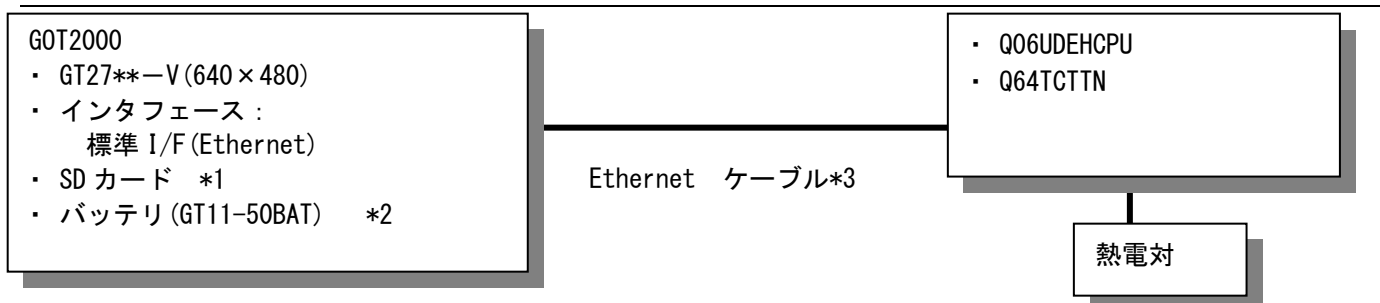 GOT2000
・ GT27**－V(640×480)
・ インタフェース：
標準 I/F(Ethernet)
・ SD カード *1
・ バッテリ(GT11-50BAT) *2
Ethernet ケーブル*3
・ Q06UDEHCPU
・ Q64TCTTN
熱電対